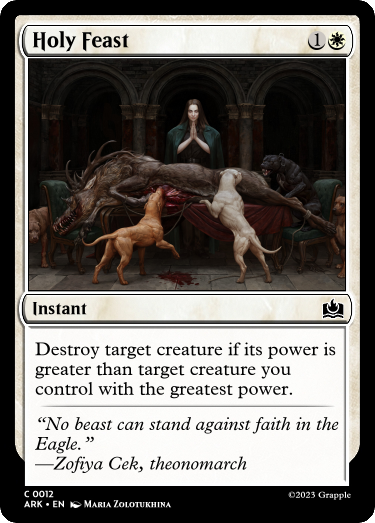 Holy Feast 1
Instant
Destroy target creature if its power is
greater than target creature you
control with the greatest power.
“No beast can stand against faith in the
Eagle.”
—Zofiya Cek, theonomarch
C 0012
ARK • EN Maria Zolotukhina
©2023 Grapple